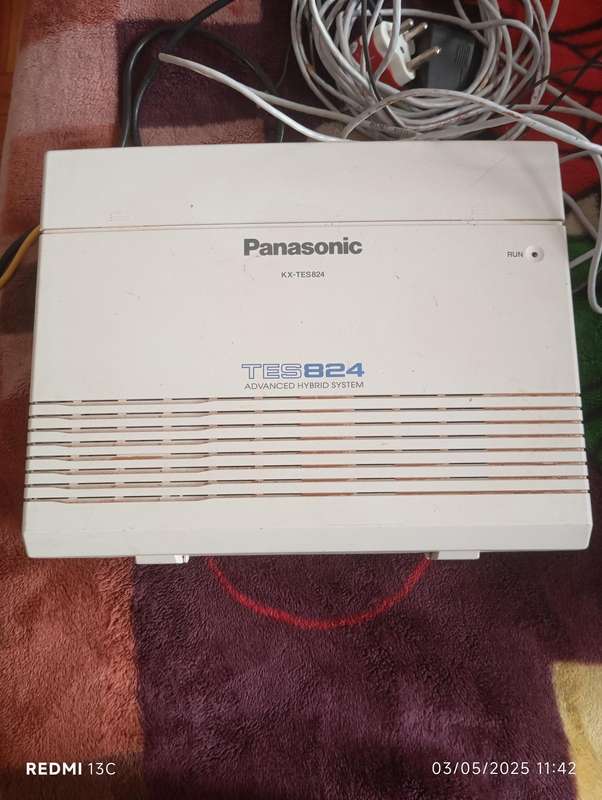 Panasonic
KX-TES824
RUN
TES824
ADVANCED HYBRID SYSTEM
REDMI 13C
03/05/2025 11:42